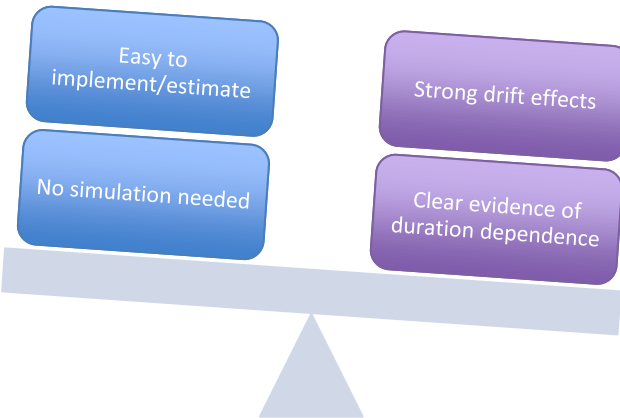 Easy to
implement/estimate
No simulation needed
Strong drift effects
Clear evidence of
duration dependence